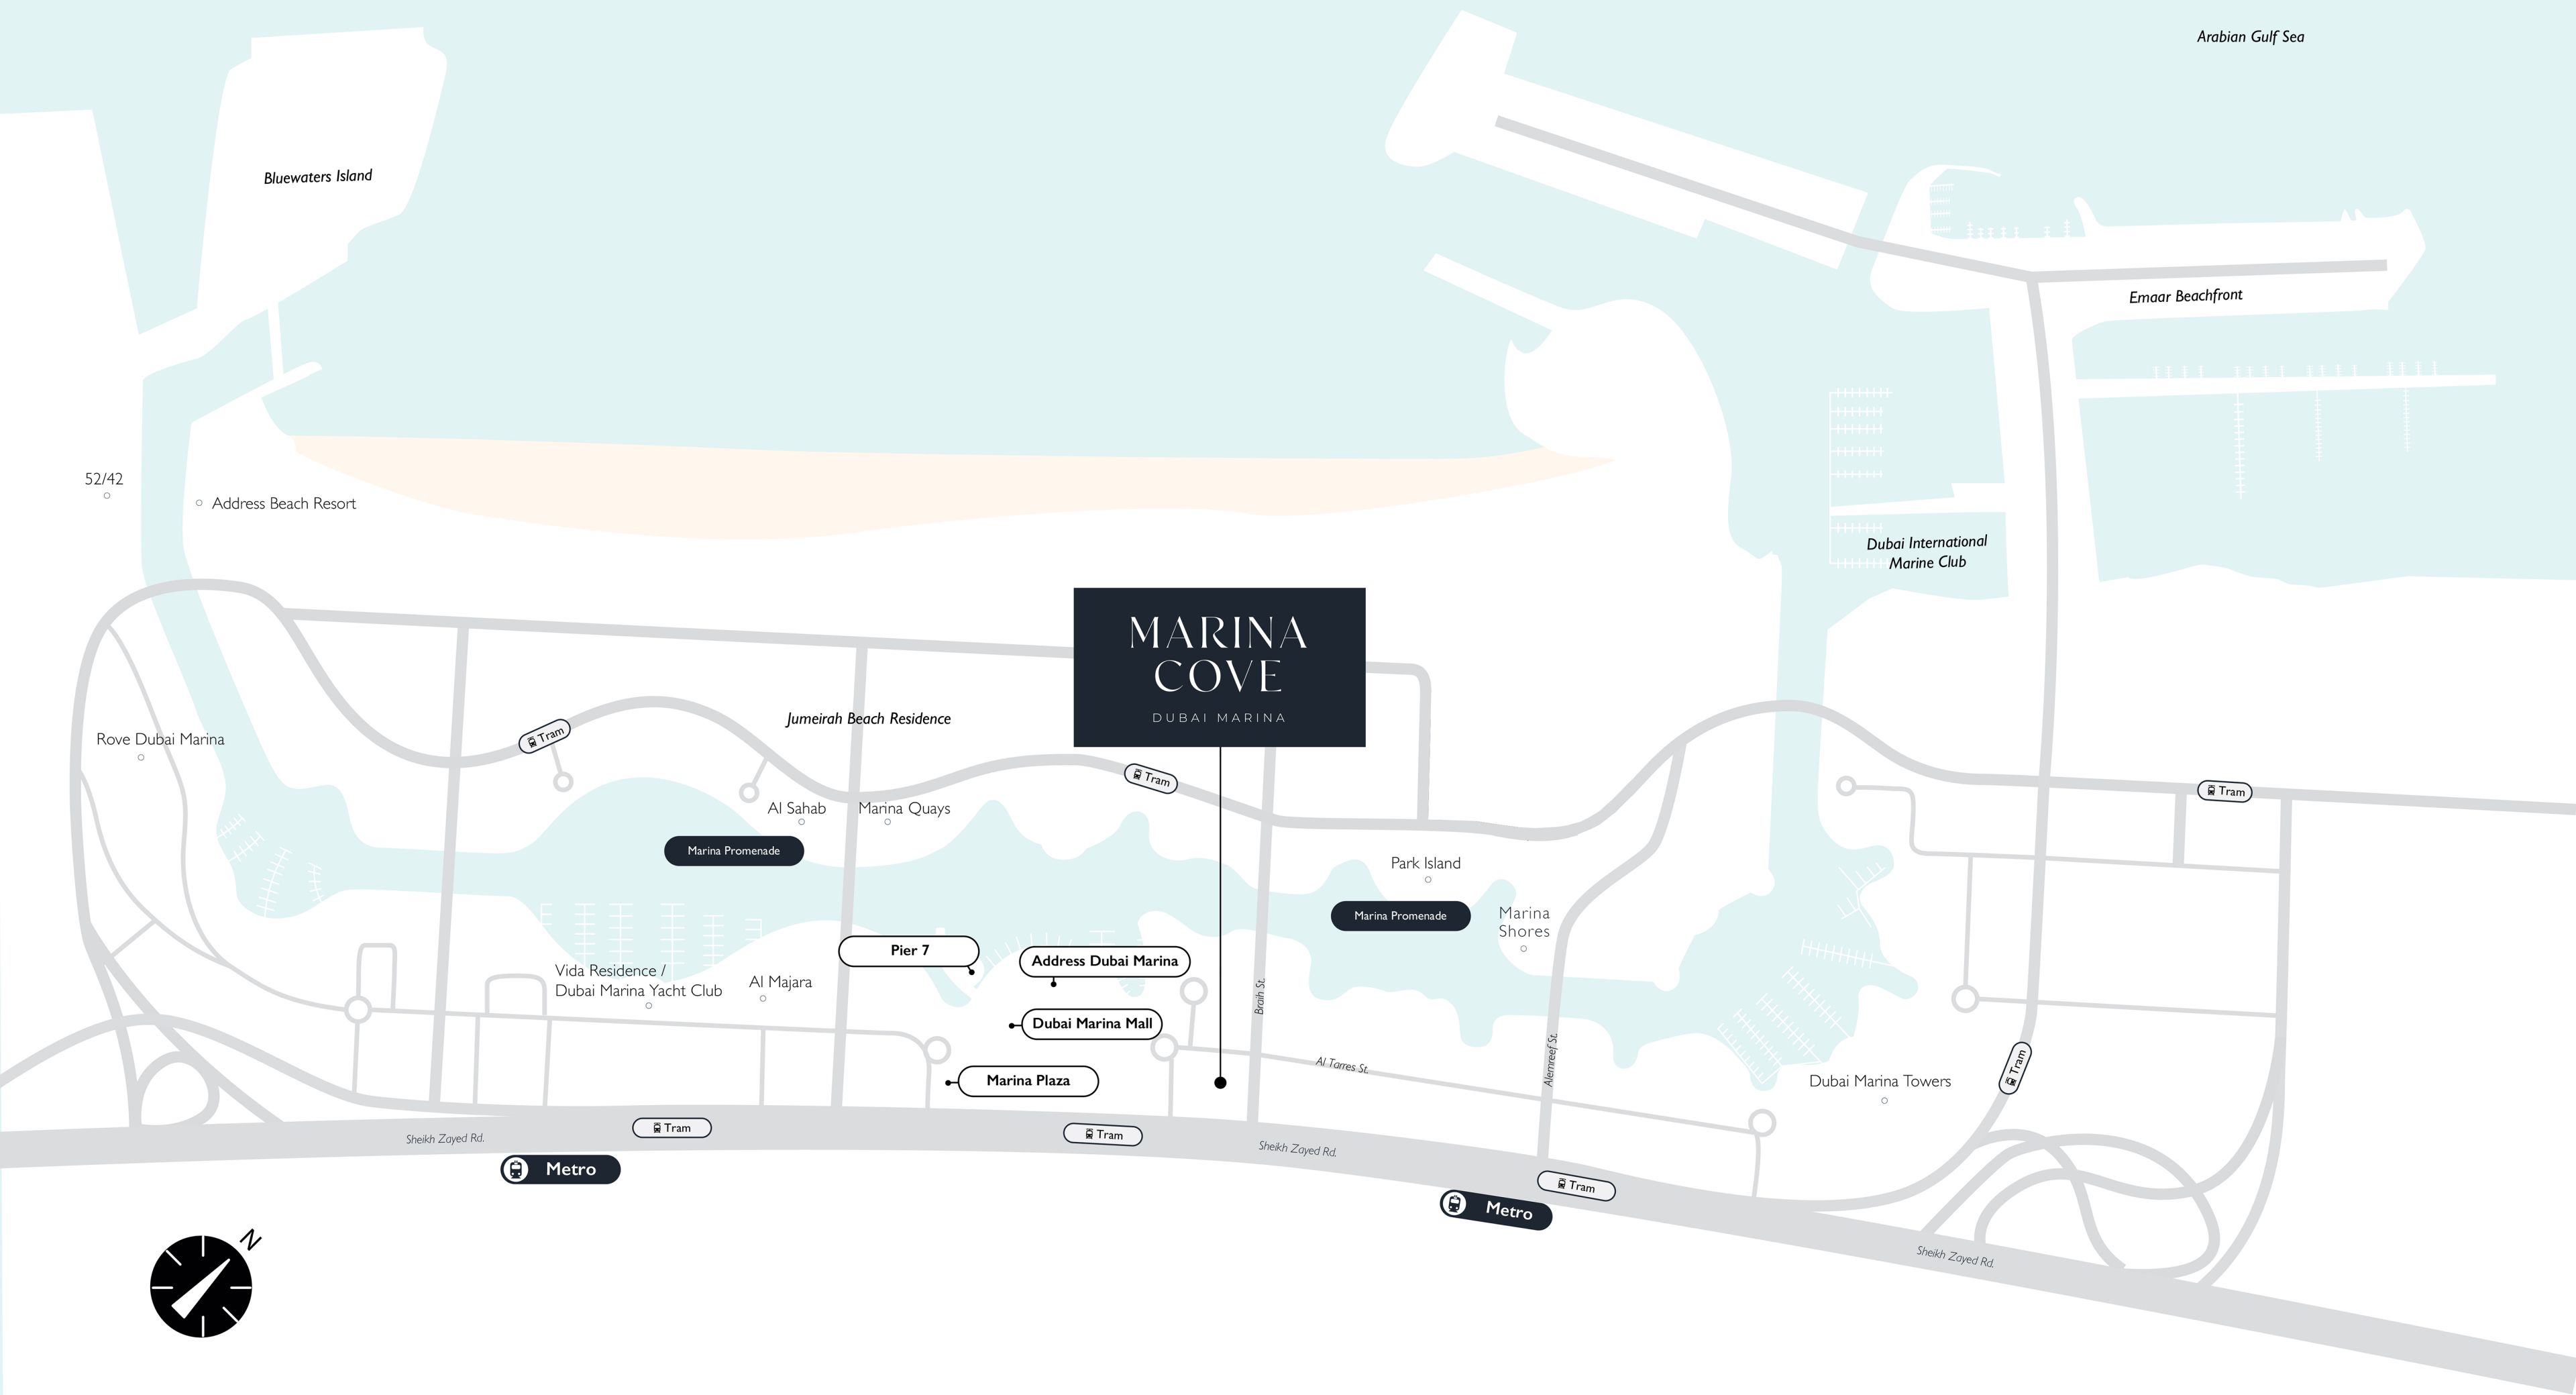 Arabian Gulf Sea
Bluewaters Island
Emaar Beachfront
52/42
Address Beach Resort
Dubai International
Marine Club
MARINA
COVE
DUBAI MARINA
Jumeirah Beach Residence
Tram
Rove Dubai Marina
Tram
Tram
Al Sahab
Marina Quays
Marina Promenade
Park Island
Marina Promenade
Marina
Shores
Pier 7
Address Dubai Marina
Vida Residence /
Dubai Marina Yacht Club
Al Majara
Braih St.
Dubai Marina Mall
Al Tarres St.
Alemreef St.
Marina Plaza
Dubai Marina Towers
Tram
Sheikh Zayed Rd.
Tram
Tram
Sheikh Zayed Rd.
Metro
Tram
Metro
Sheikh Zayed Rd.
N